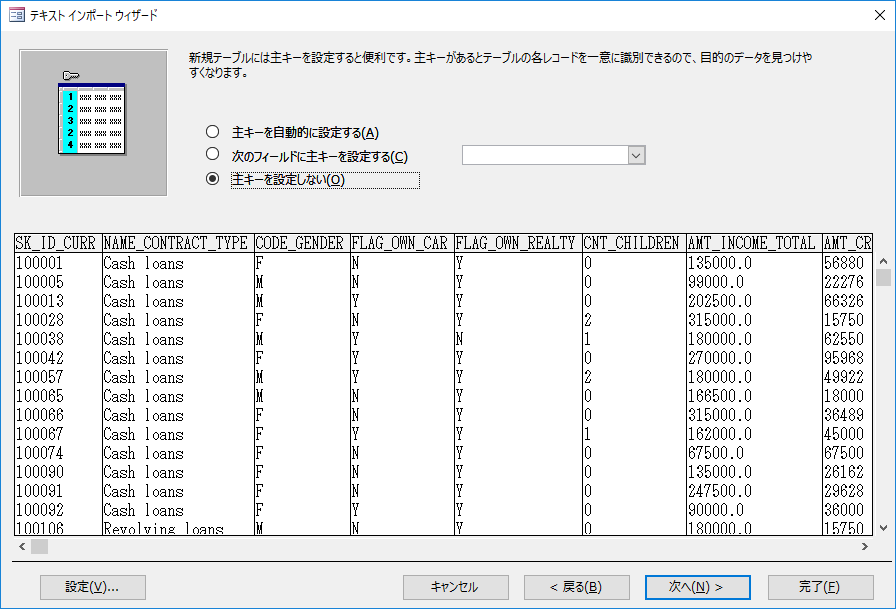 テキスト インポート ウィザード
新規テーブルには主キーを設定すると便利です。主キーがあるとテーブルの各レコードを一意に識別できるので、目的のデータを見つけや
すくなります。
1 xxx xxx xxx
2 xxx xxx xxx
3 xxx xxx xxx
2 xxx xxx xxx
4 xxx xxx xxx
主キーを自動的に設定する(A)
次のフィールドに主キーを設定する(C)
主キーを設定しない(O)
SK_ID_CURR NAME_CONTRACT_TYPE CODE_GENDER FLAG_OWN_CAR FLAG_OWN_REALTY CNT_CHILDREN AMT_INCOME_TOTAL AMT_CR
100001 Cash loans F N Y 0 135000.0 56880
100005 Cash loans M N Y 0 99000.0 22276
100013 Cash loans M Y Y 0 202500.0 66326
100028 Cash loans F N Y 2 315000.0 15750
100038 Cash loans M Y N 1 180000.0 62550
100042 Cash loans F Y Y 0 270000.0 95968
100057 Cash loans M Y Y 2 180000.0 49922
100065 Cash loans M N Y 0 166500.0 18000
100066 Cash loans F N Y 0 315000.0 36489
100067 Cash loans F Y Y 1 162000.0 45000
100074 Cash loans F N Y 0 67500.0 67500
100090 Cash loans F N Y 0 135000.0 26162
100091 Cash loans F N Y 0 247500.0 29628
100092 Cash loans F Y Y 0 90000.0 36000
100106 Revolving loans M N Y 0 180000.0 15750
設定(V)... キャンセル < 戻る(B) 次へ(N) > 完了(F)